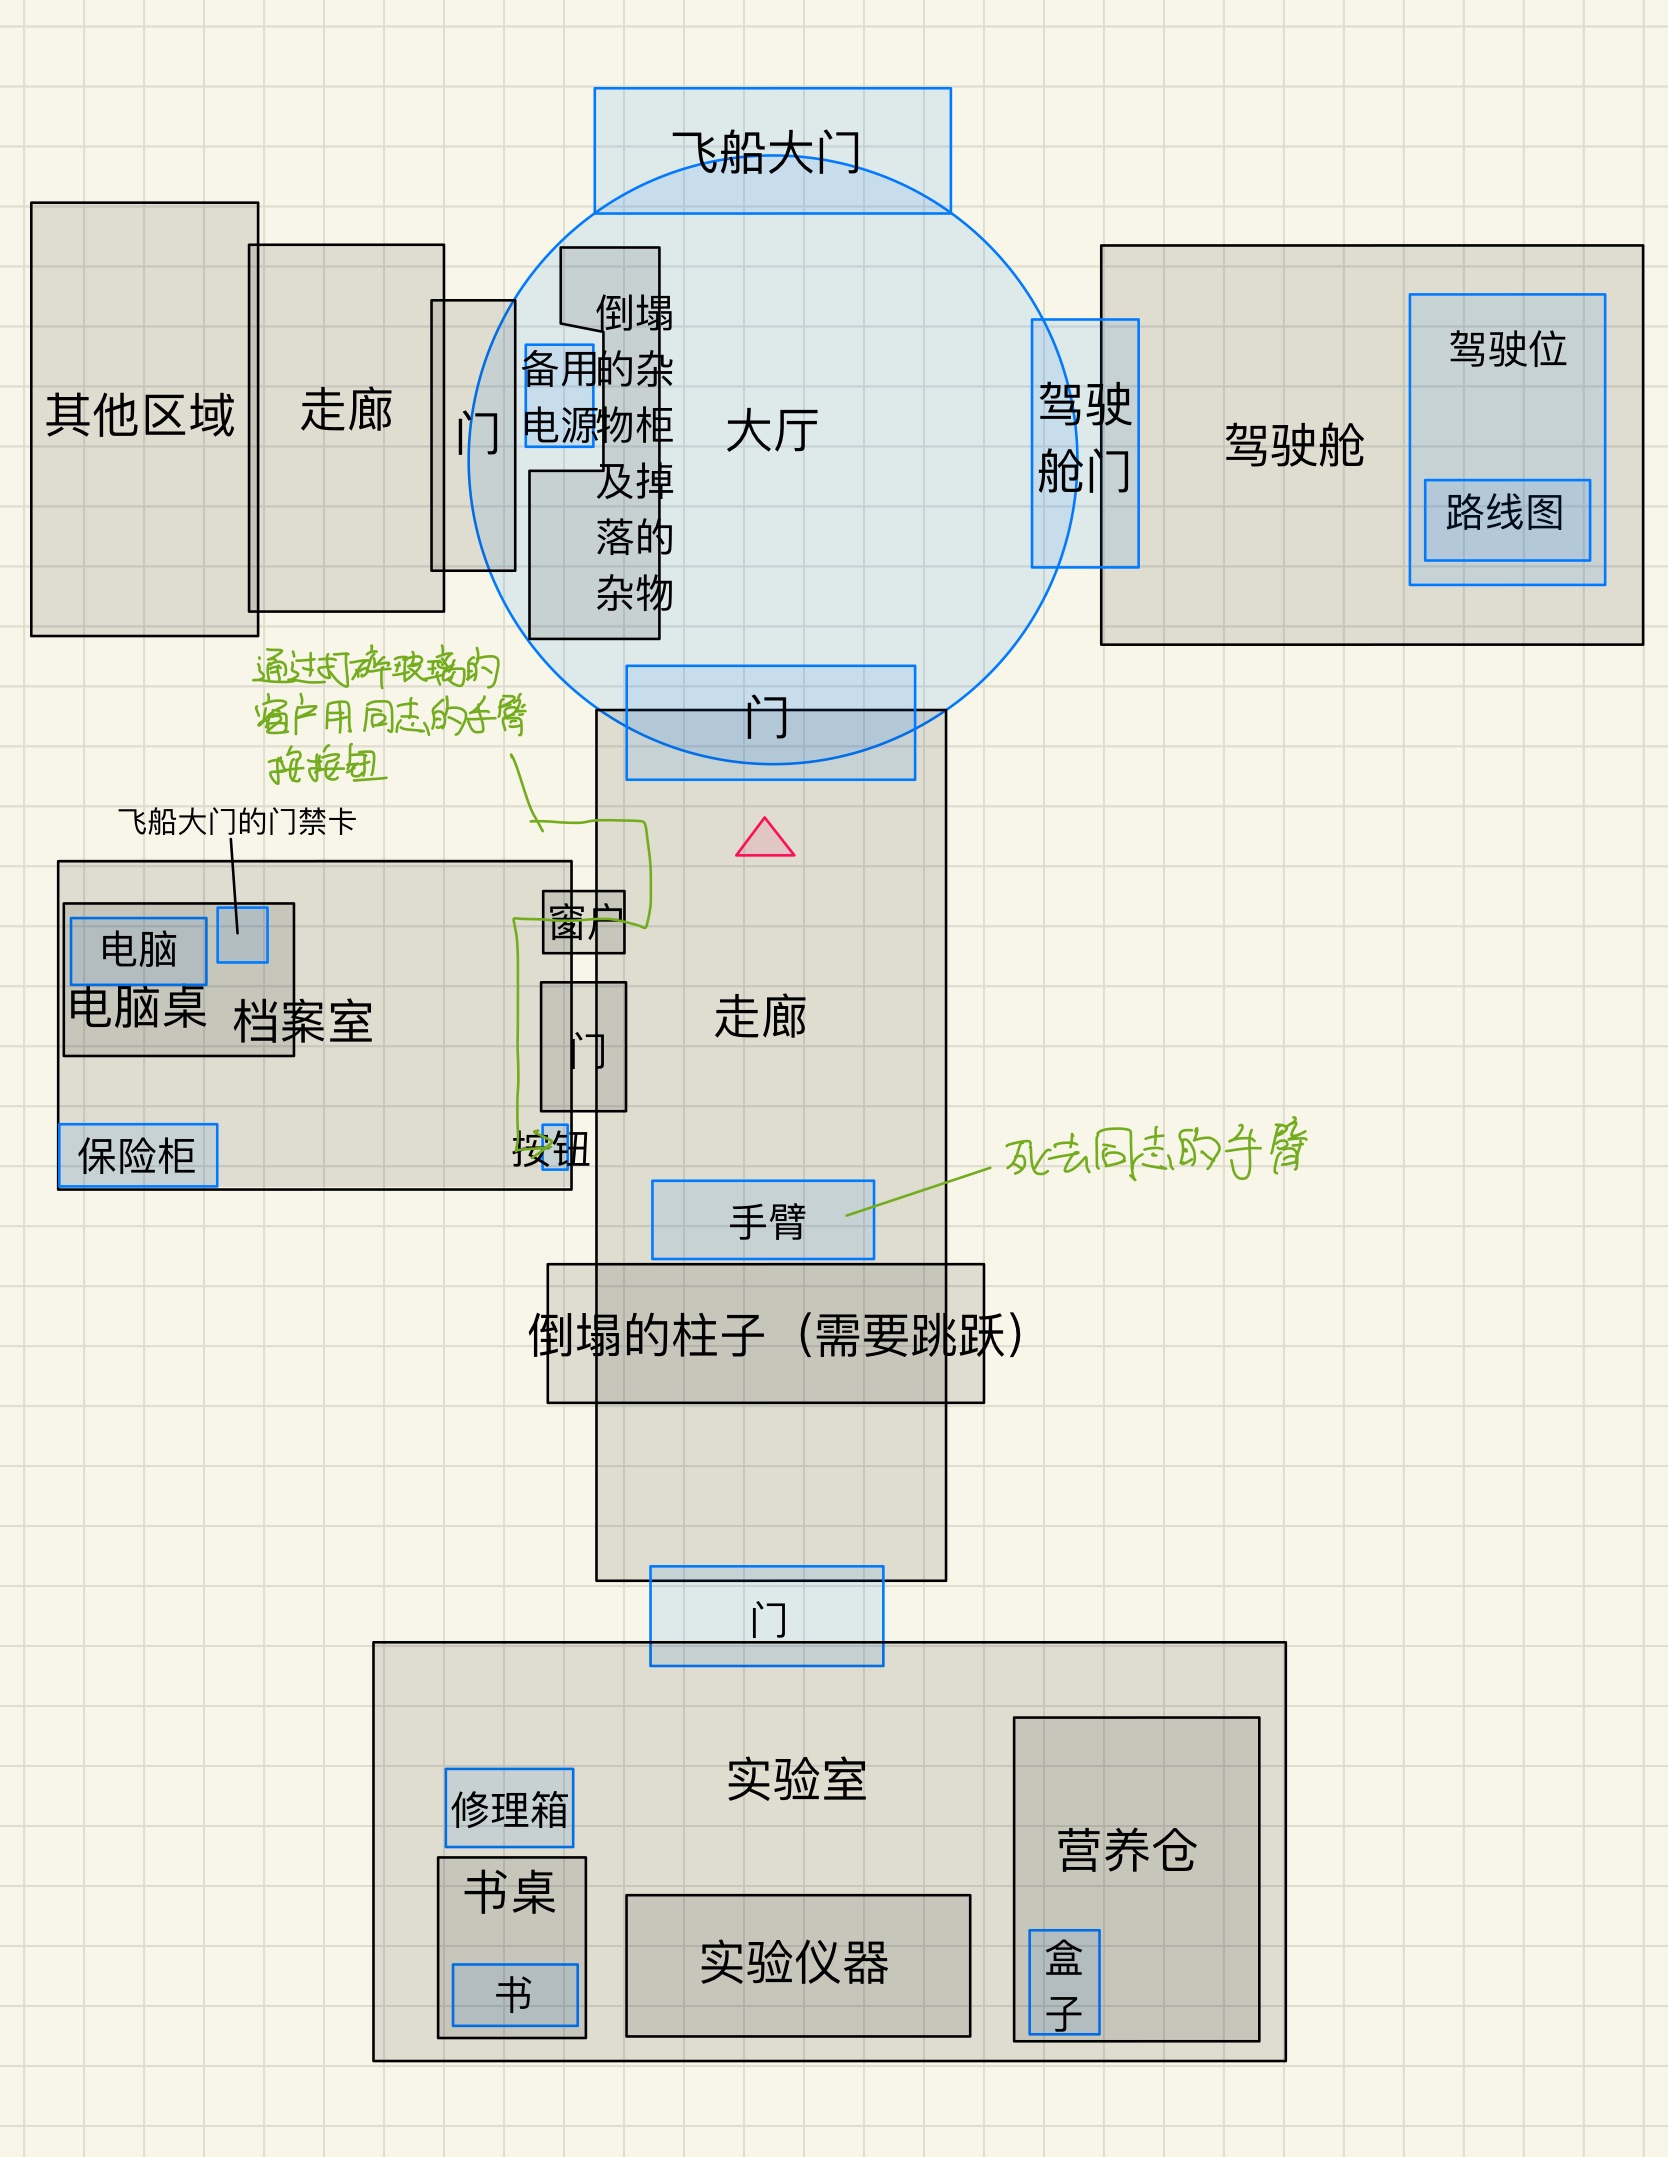 飞船大门
其他区域
走廊
门
备用
电源
倒塌
的杂
物柜
及掉
落的
杂物
大厅
驾驶
舱门
驾驶舱
驾驶位
路线图
门
通过打碎玻璃的
窗户用同志的手臂
按按钮
飞船大门的门禁卡
电脑
电脑桌
档案室
保险柜
窗户
门
按钮
走廊
手臂
死去同志的手臂
倒塌的柱子（需要跳跃）
门
实验室
修理箱
书桌
书
实验仪器
营养仓
盒
子